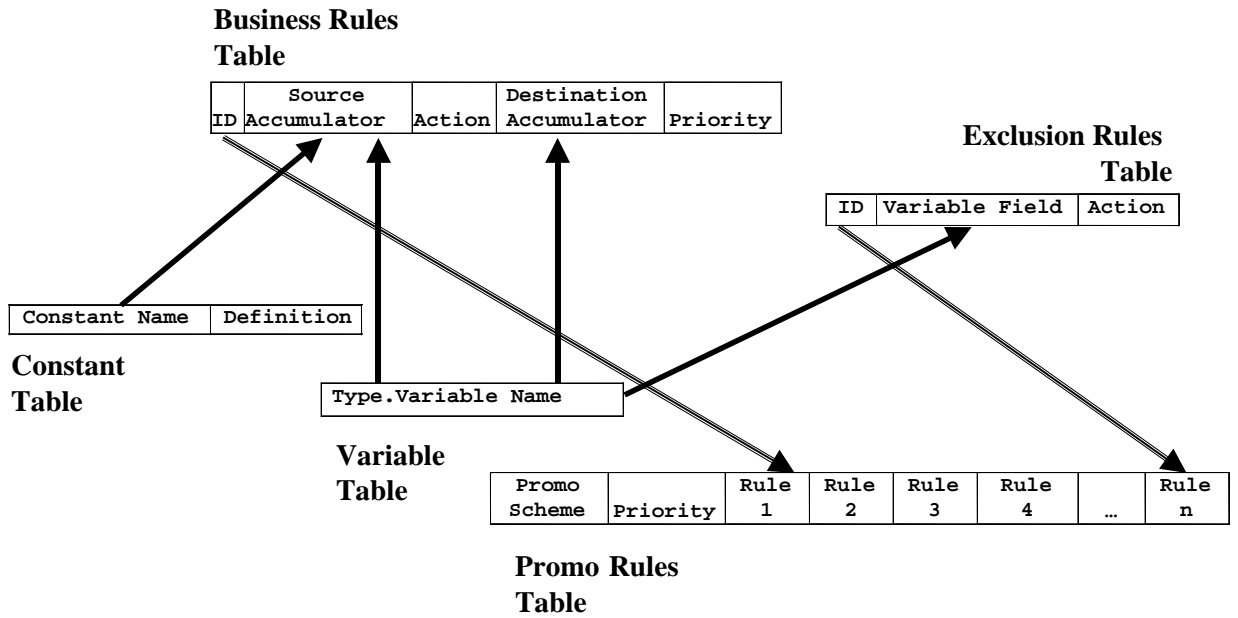 Business Rules
Table
Source
Destination
ID Accumulator Action Accumulator Priority
Exclusion Rules
Table
ID Variable Field Action
Constant Name Definition
Constant
Table
Type.Variable Name
Variable
Table
Promo Rule Rule Rule Rule Rule
Scheme Priority 1 2 3 4 … n
Promo Rules
Table